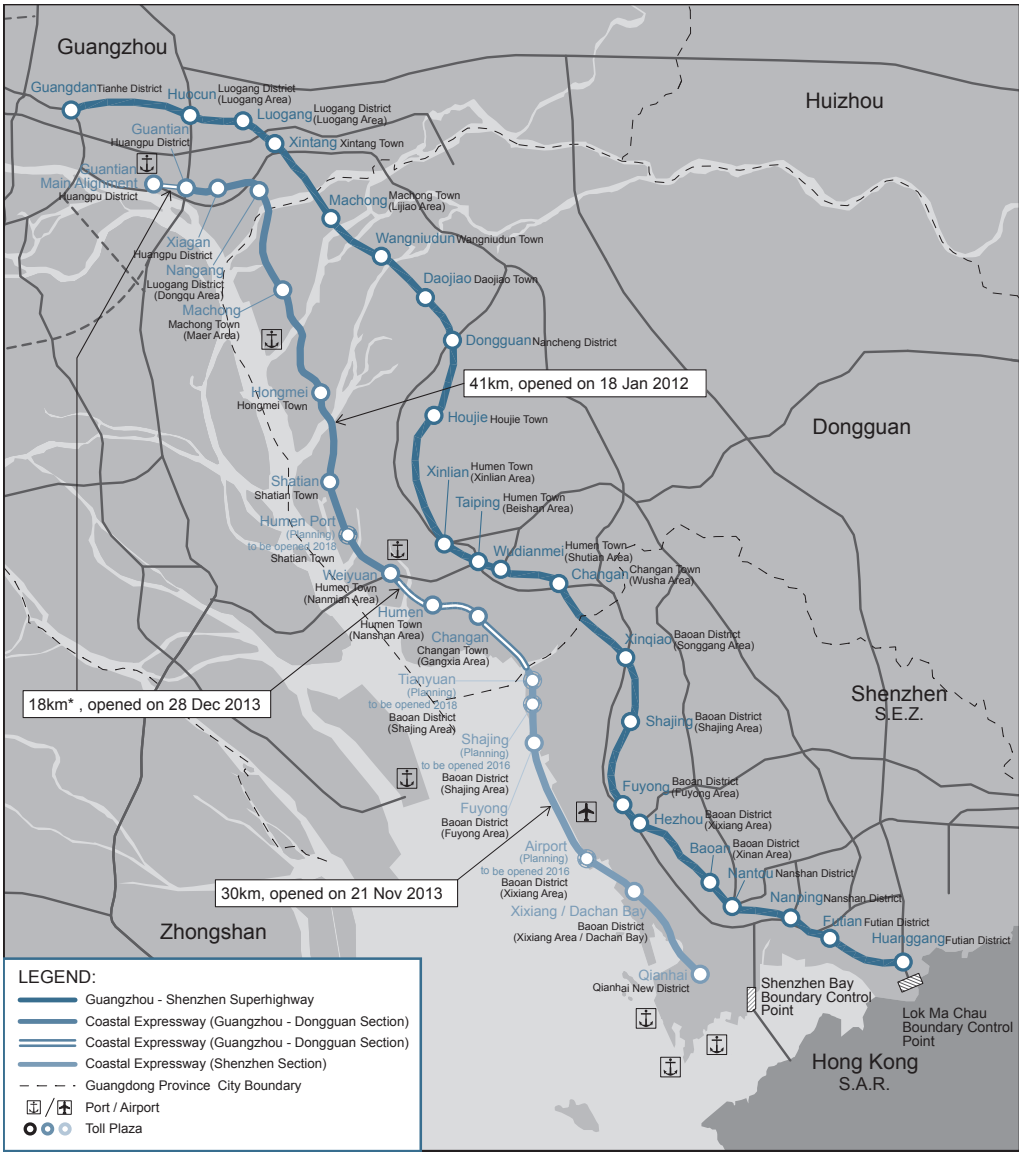 Guangzhou
Huizhou
Guangdan Tianhe District
Huocun Luogang District
(Luogang Area)
Luogang Luogang District
(Luogang Area)
Guantian
Huangpu District
Xintang Xintang Town
Guantian
Main Alignment
Huangpu District
Machong Machong Town
(Lijiao Area)
Xiagan
Huangpu District
Wangniudun Wangniudun Town
Nangang
Luogang District
(Dongqu Area)
Daojiao Daojiao Town
Machong
Machong Town
(Maer Area)
Dongguan Nancheng District
41km, opened on 18 Jan 2012
Hongmei
Hongmei Town
Houjie Houjie Town
Dongguan
Xinlian Humen Town
(Xinlian Area)
Shatian
Shatian Town
Taiping Humen Town
(Beishan Area)
Humen Port
(Planning)
to be opened 2018
Shatian Town
Wudianmei Humen Town
(Shutian Area)
Changan Changan Town
(Wusha Area)
Weiyuan
Humen Town
(Nanmian Area)
Humen
Humen Town
(Nanshan Area)
Changan
Changan Town
(Gangxia Area)
Xinqiao Baoan District
(Songgang Area)
Tianyuan
(Planning)
to be opened 2018
Baoan District
(Shajing Area)
18km* , opened on 28 Dec 2013
Shenzhen
S.E.Z.
Shajing Baoan District
(Shajing Area)
Shajing
(Planning)
to be opened 2016
Baoan District
(Shajing Area)
Fuyong Baoan District
(Fuyong Area)
Fuyong
Baoan District
(Fuyong Area)
Hezhou Baoan District
(Xixiang Area)
Baoan Baoan District
(Xinan Area)
Airport
(Planning)
to be opened 2016
Baoan District
(Xixiang Area)
Nantou Nanshan District
30km, opened on 21 Nov 2013
Nanping Nanshan District
Xixiang / Dachan Bay
Baoan District
(Xixiang Area / Dachan Bay)
Futian Futian District
Zhongshan
Huanggang Futian District
Qianhai
Qianhai New District
Shenzhen Bay
Boundary Control
Point
Lok Ma Chau
Boundary Control
Point
Hong Kong
S.A.R.
LEGEND:
Guangzhou - Shenzhen Superhighway
Coastal Expressway (Guangzhou - Dongguan Section)
Coastal Expressway (Guangzhou - Dongguan Section)
Coastal Expressway (Shenzhen Section)
Guangdong Province City Boundary
/ Port / Airport
Toll Plaza